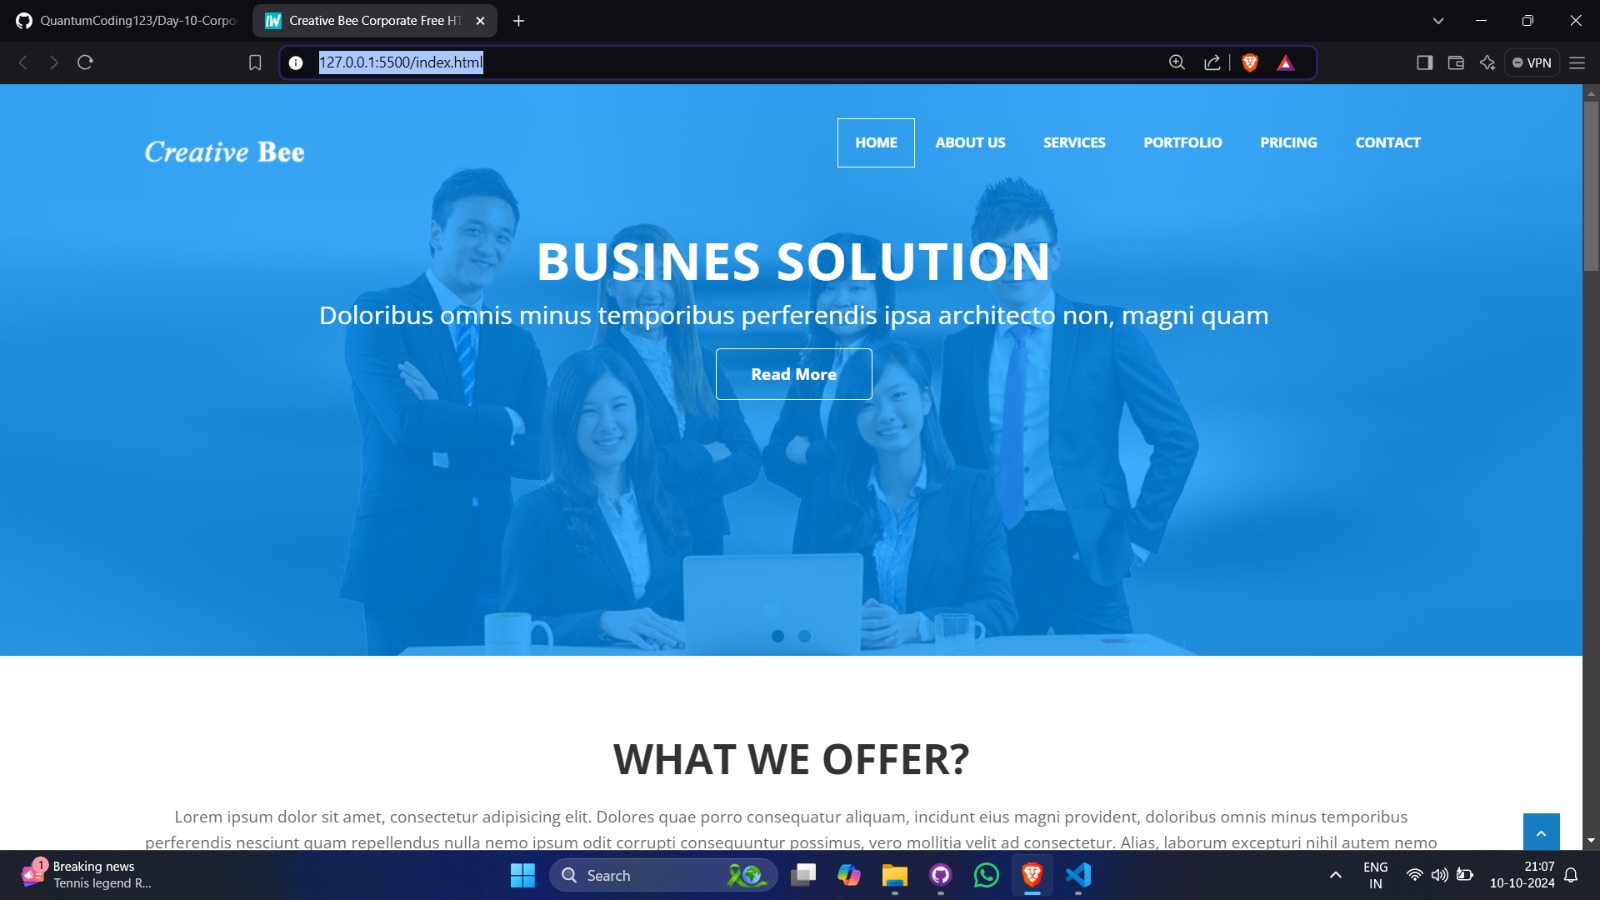 QuantumCoding123/Day-10-Corpo
Creative Bee Corporate Free HT
127.0.0.1:5500/index.html
VPN
Creative Bee
HOME
ABOUT US
SERVICES
PORTFOLIO
PRICING
CONTACT
BUSINES SOLUTION
Doloribus omnis minus temporibus perferendis ipsa architecto non, magni quam
Read More
WHAT WE OFFER?
Lorem ipsum dolor sit amet, consectetur adipisicing elit. Dolores quae porro consequatur aliquam, incidunt eius magni provident, doloribus omnis minus temporibus
perferendis nesciunt quam repellendus nulla nemo ipsum odit corrupti consequuntur possimus, vero mollitia velit ad consectetur. Alias, laborum excepturi nihil autem nemo
1
Breaking news
Tennis legend R...
Search
ENG
IN
21:07
10-10-2024